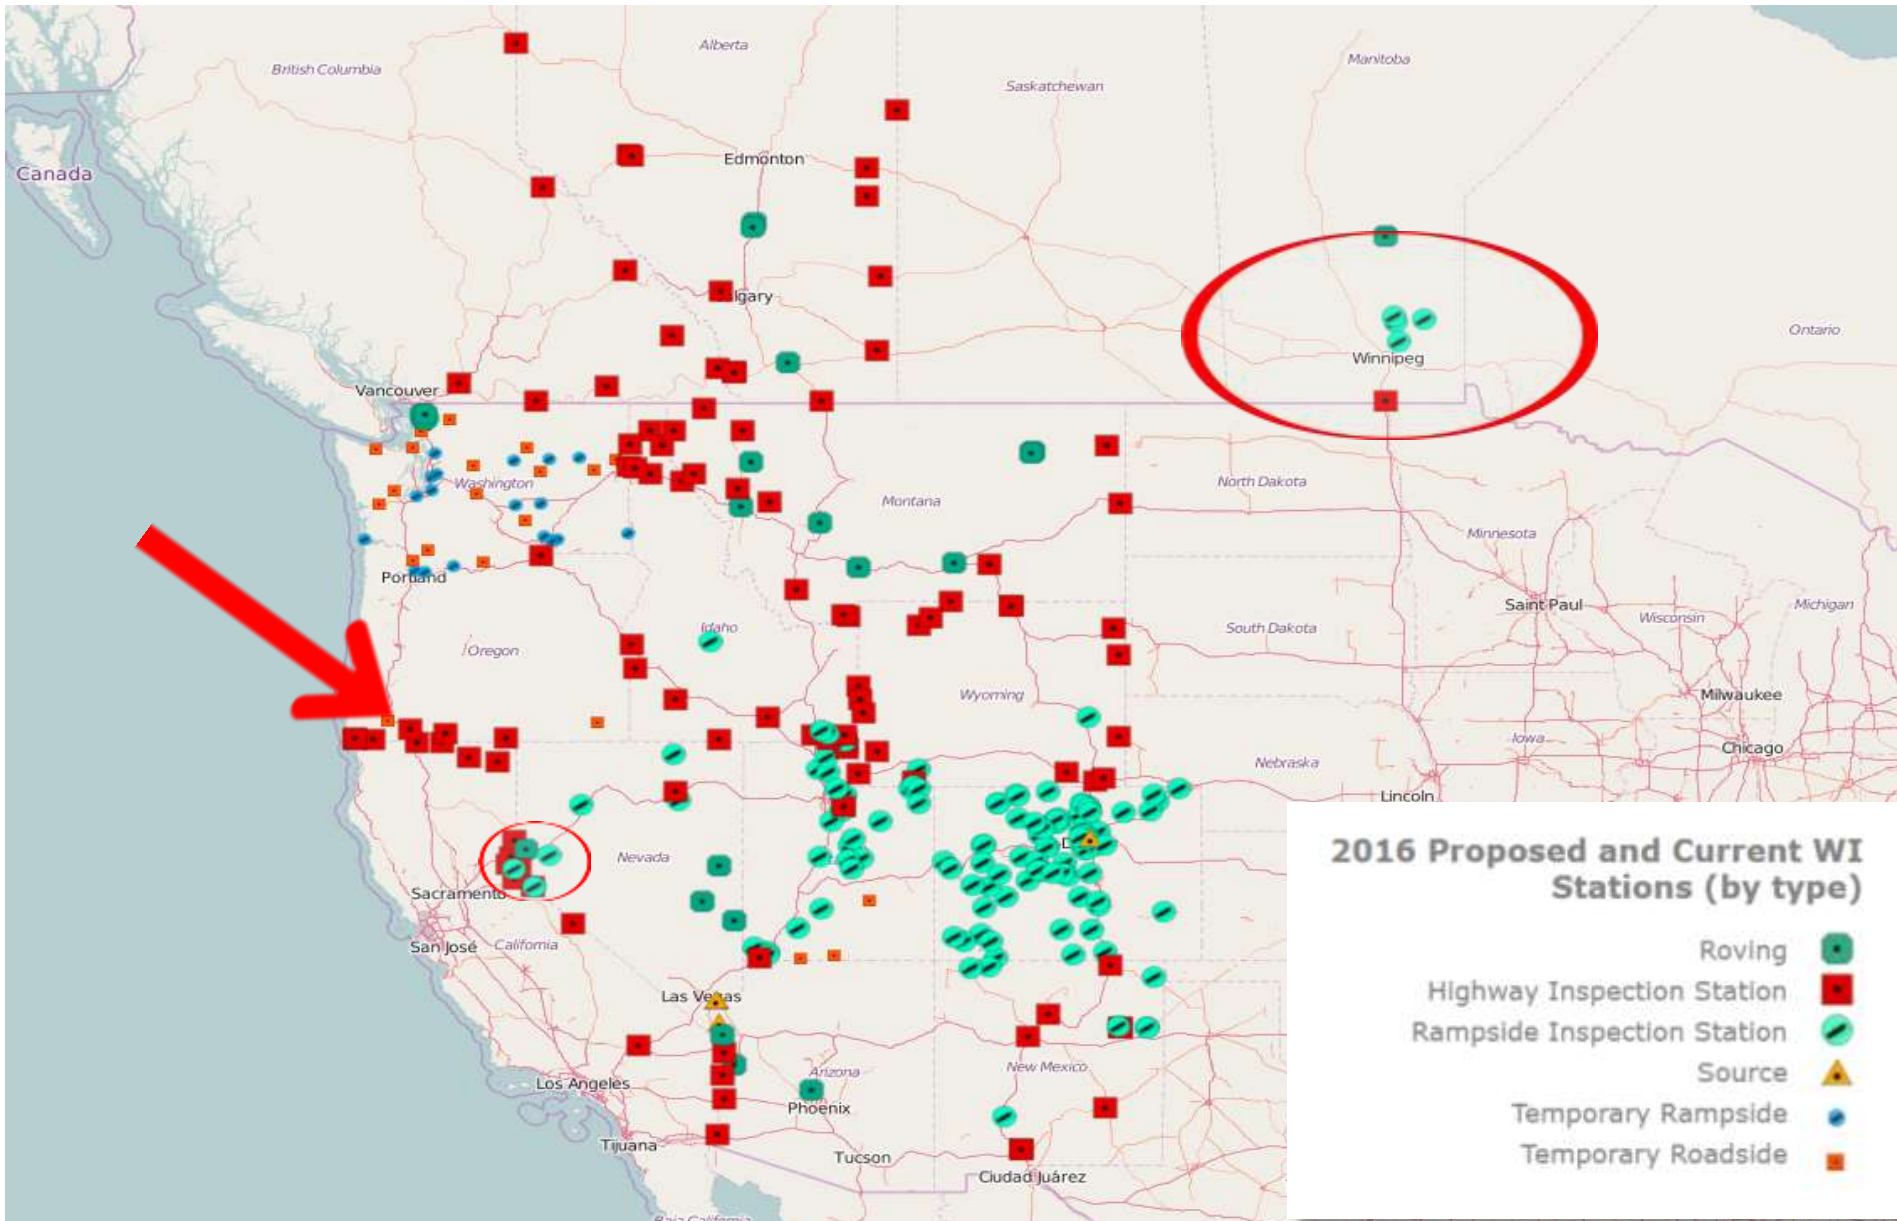 Alberta
British Columbia
Manitoba
Saskatchewan
Edmonton
Canada
lgary
Ontario
Winnipeg
Vancouver
Washington
Montana
North Dakota
Minnesota
Portland
Saint Paul
Michigan
Wisconsin
Idaho
South Dakota
Oregon
Wyoming
Milwaukee
Iowa
Chicago
Nebraska
Lincoln
D
Nevada
Sacramento
San José
California
Las Vegas
Arizona
New Mexico
Los Angeles
Phoenix
Tijuana
Tucson
Ciudad Juárez
Baja California
2016 Proposed and Current WI
Stations (by type)
Roving
Highway Inspection Station
Rampside Inspection Station
Source
Temporary Rampside
Temporary Roadside